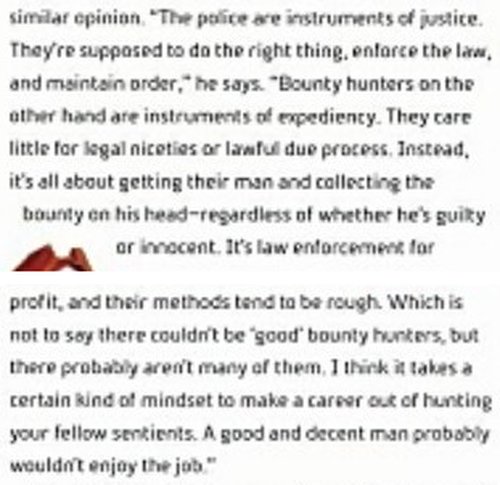 similar opinion. "The police are instruments of justice.
They're supposed to do the right thing, enforce the law,
and maintain order," he says. "Bounty hunters on the
other hand are instruments of expediency. They care
little for legal niceties or lawful due process. Instead,
it's all about getting their man and collecting the
bounty on his head—regardless of whether he's guilty
or innocent. It's law enforcement for
profit, and their methods tend to be rough. Which is
not to say there couldn't be 'good' bounty hunters, but
there probably aren't many of them. I think it takes a
certain kind of mindset to make a career out of hunting
your fellow sentients. A good and decent man probably
wouldn't enjoy the job."